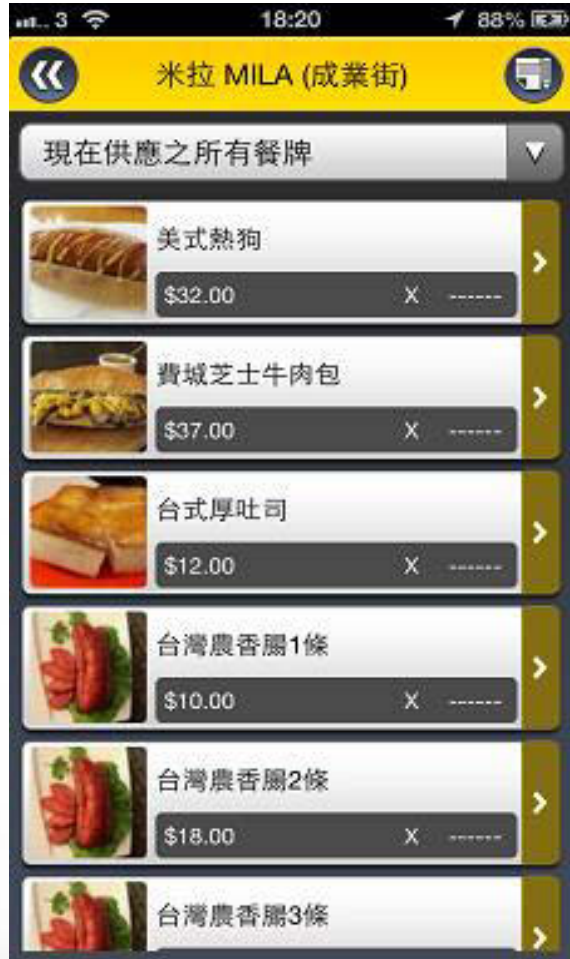 ... 3 18:20 88%
米拉 MILA (成業街)
現在供應之所有餐牌
美式熱狗
$32.00 X ------
費城芝士牛肉包
$37.00 X ------
台式厚吐司
$12.00 X ------
台灣農香腸1條
$10.00 X ------
台灣農香腸2條
$18.00 X ------
台灣農香腸3條